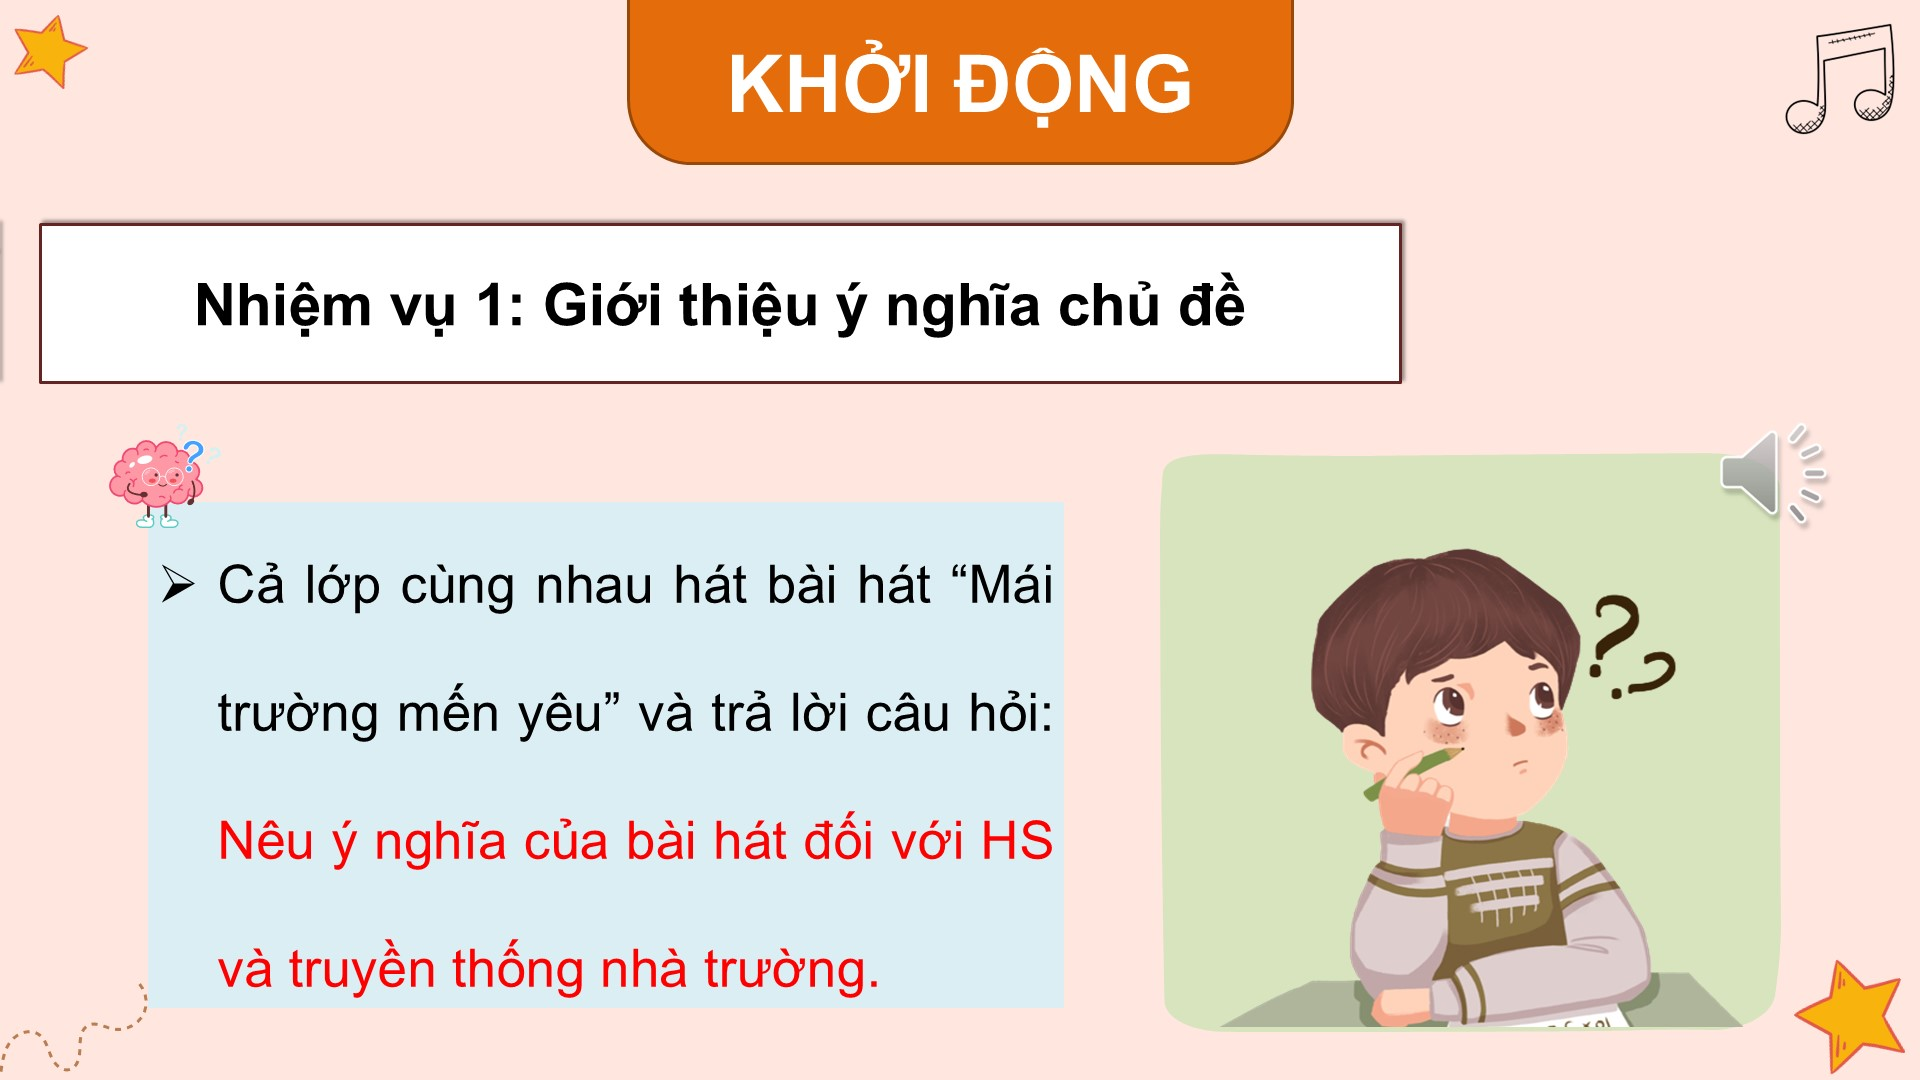 KHỞI ĐỘNG
Nhiệm vụ 1: Giới thiệu ý nghĩa chủ đề
➢ Cả lớp cùng nhau hát bài hát “Mái
trường mến yêu” và trả lời câu hỏi:
Nêu ý nghĩa của bài hát đối với HS
và truyền thống nhà trường.